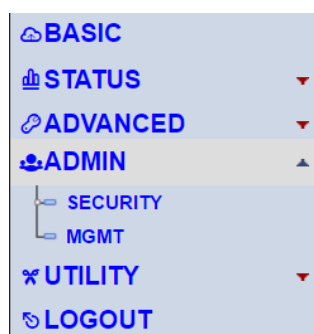 BASIC
STATUS
ADVANCED
ADMIN
SECURITY
MGMT
UTILITY
LOGOUT